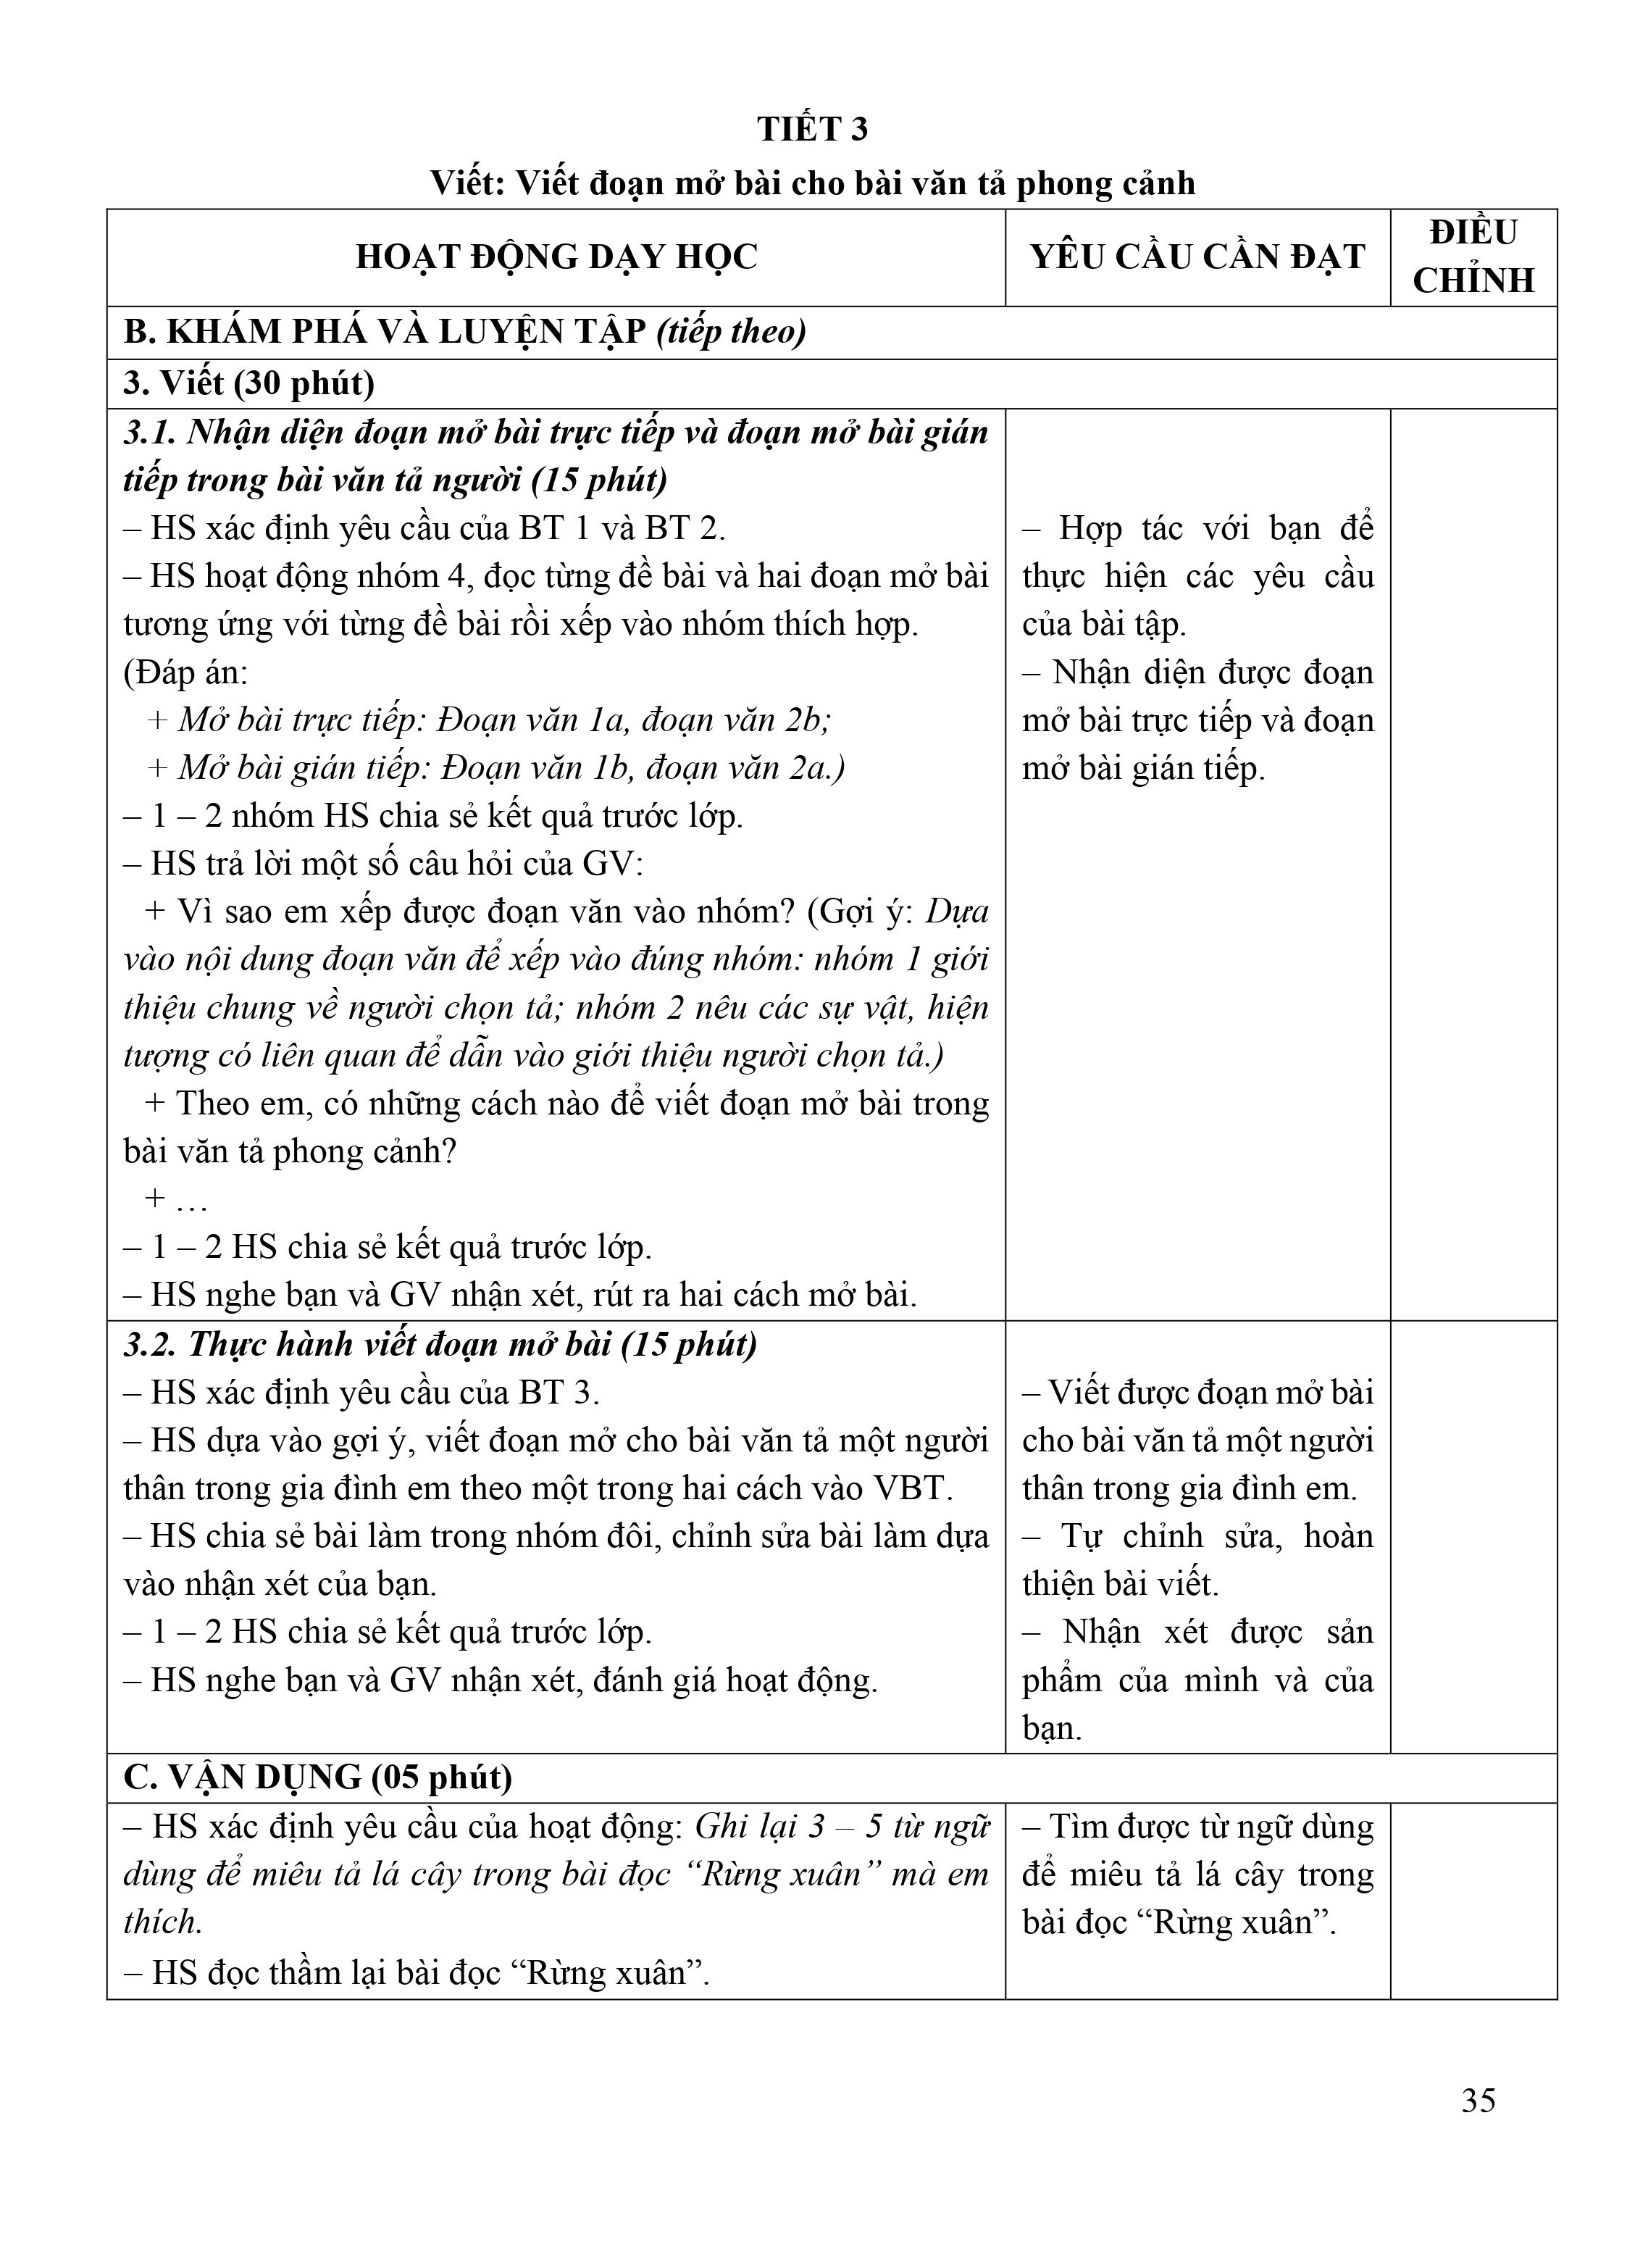 TIẾT 3
Viết: Viết đoạn mở bài cho bài văn tả phong cảnh
HOẠT ĐỘNG DẠY HỌC
YÊU CẦU CẦN ĐẠT
ĐIỀU
CHỈNH
B. KHÁM PHÁ VÀ LUYỆN TẬP (tiếp theo)
3. Viết (30 phút)
3.1. Nhận diện đoạn mở bài trực tiếp và đoạn mở bài gián
tiếp trong bài văn tả người (15 phút)
– HS xác định yêu cầu của BT 1 và BT 2.
– HS hoạt động nhóm 4, đọc từng đề bài và hai đoạn mở bài
tương ứng với từng đề bài rồi xếp vào nhóm thích hợp.
(Đáp án:
+ Mở bài trực tiếp: Đoạn văn 1a, đoạn văn 2b;
+ Mở bài gián tiếp: Đoạn văn 1b, đoạn văn 2a.)
– 1 – 2 nhóm HS chia sẻ kết quả trước lớp.
– HS trả lời một số câu hỏi của GV:
+ Vì sao em xếp được đoạn văn vào nhóm? (Gợi ý: Dựa
vào nội dung đoạn văn để xếp vào đúng nhóm: nhóm 1 giới
thiệu chung về người chọn tả; nhóm 2 nêu các sự vật, hiện
tượng có liên quan để dẫn vào giới thiệu người chọn tả.)
+ Theo em, có những cách nào để viết đoạn mở bài trong
bài văn tả phong cảnh?
+ …
– 1 – 2 HS chia sẻ kết quả trước lớp.
– HS nghe bạn và GV nhận xét, rút ra hai cách mở bài.
– Hợp tác với bạn để
thực hiện các yêu cầu
của bài tập.
– Nhận diện được đoạn
mở bài trực tiếp và đoạn
mở bài gián tiếp.
3.2. Thực hành viết đoạn mở bài (15 phút)
– HS xác định yêu cầu của BT 3.
– HS dựa vào gợi ý, viết đoạn mở cho bài văn tả một người
thân trong gia đình em theo một trong hai cách vào VBT.
– HS chia sẻ bài làm trong nhóm đôi, chỉnh sửa bài làm dựa
vào nhận xét của bạn.
– 1 – 2 HS chia sẻ kết quả trước lớp.
– HS nghe bạn và GV nhận xét, đánh giá hoạt động.
– Viết được đoạn mở bài
cho bài văn tả một người
thân trong gia đình em.
– Tự chỉnh sửa, hoàn
thiện bài viết.
– Nhận xét được sản
phẩm của mình và của
bạn.
C. VẬN DỤNG (05 phút)
– HS xác định yêu cầu của hoạt động: Ghi lại 3 – 5 từ ngữ
dùng để miêu tả lá cây trong bài đọc “Rừng xuân” mà em
thích.
– HS đọc thầm lại bài đọc “Rừng xuân”.
– Tìm được từ ngữ dùng
để miêu tả lá cây trong
bài đọc “Rừng xuân”.
35